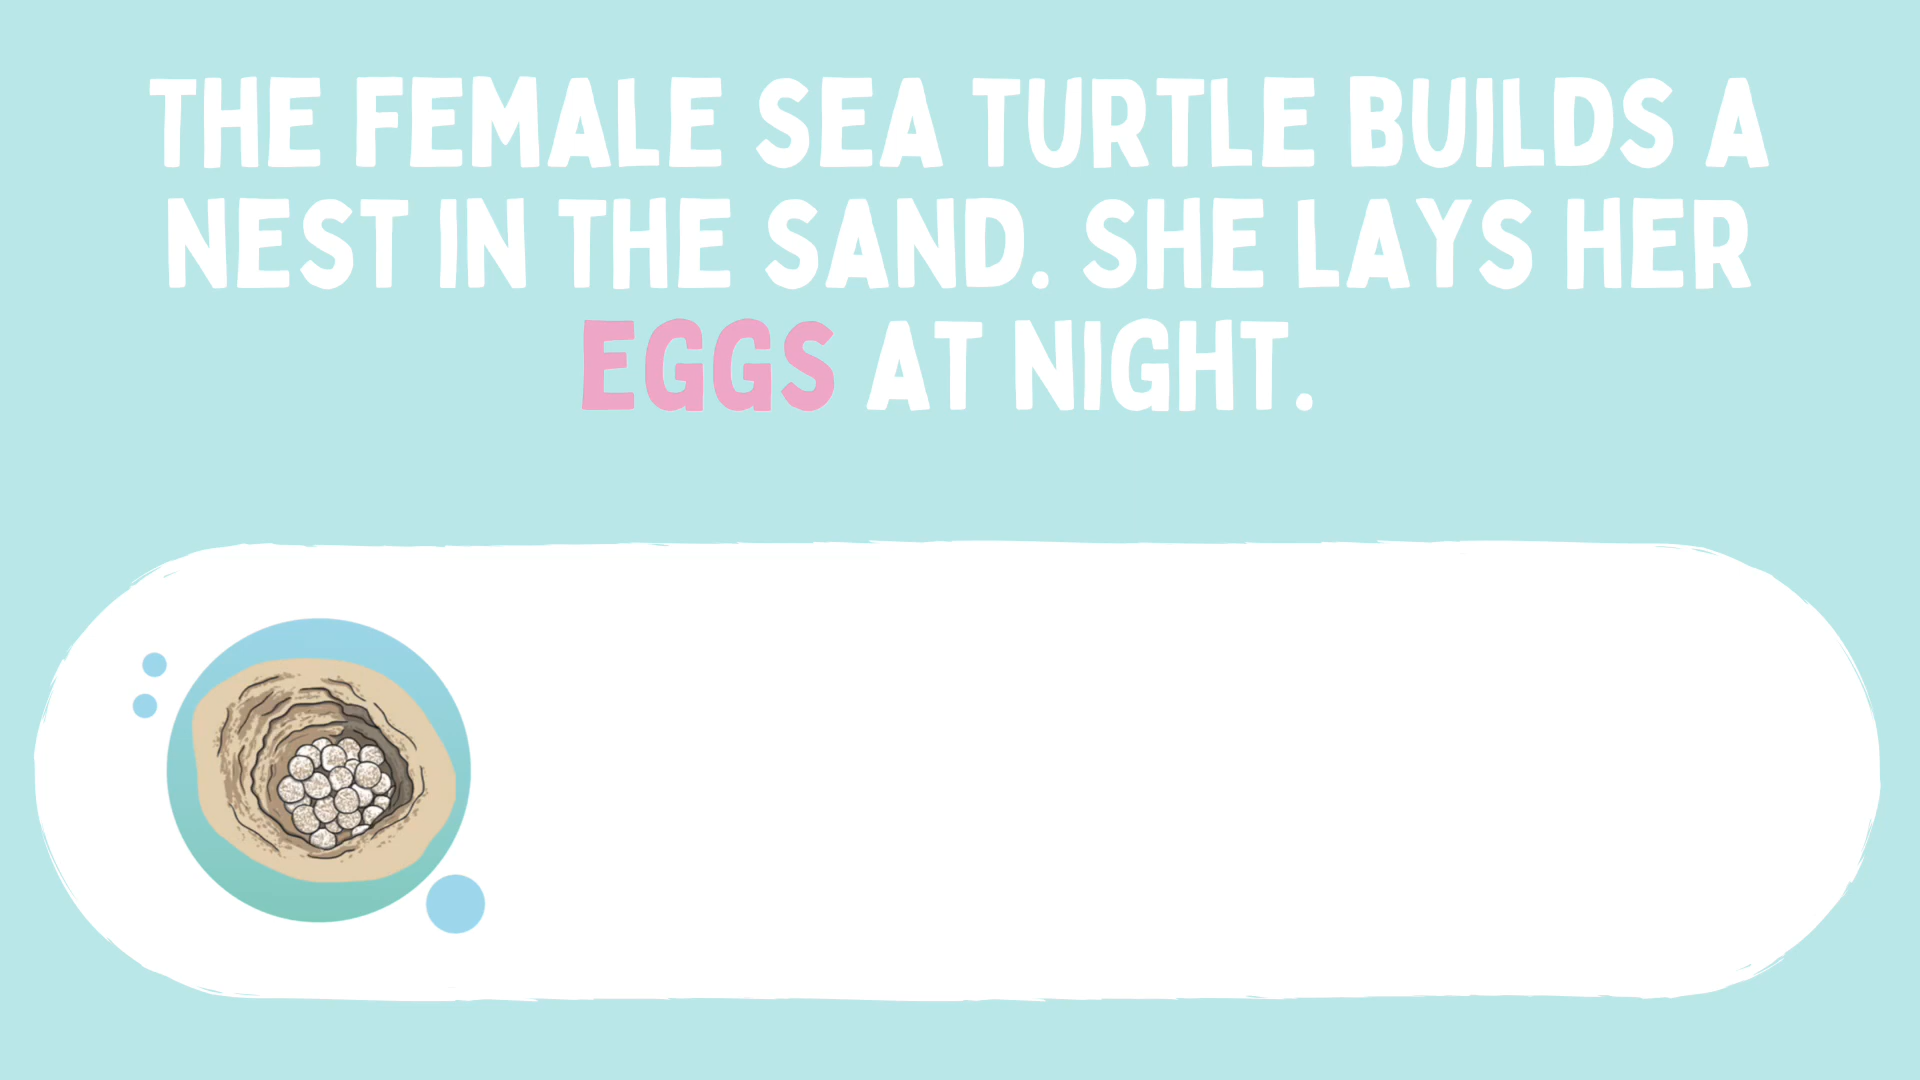 THE FEMALE SEA TURTLE BUILDS A
NEST IN THE SAND. SHE LAYS HER
EGGS AT NIGHT.